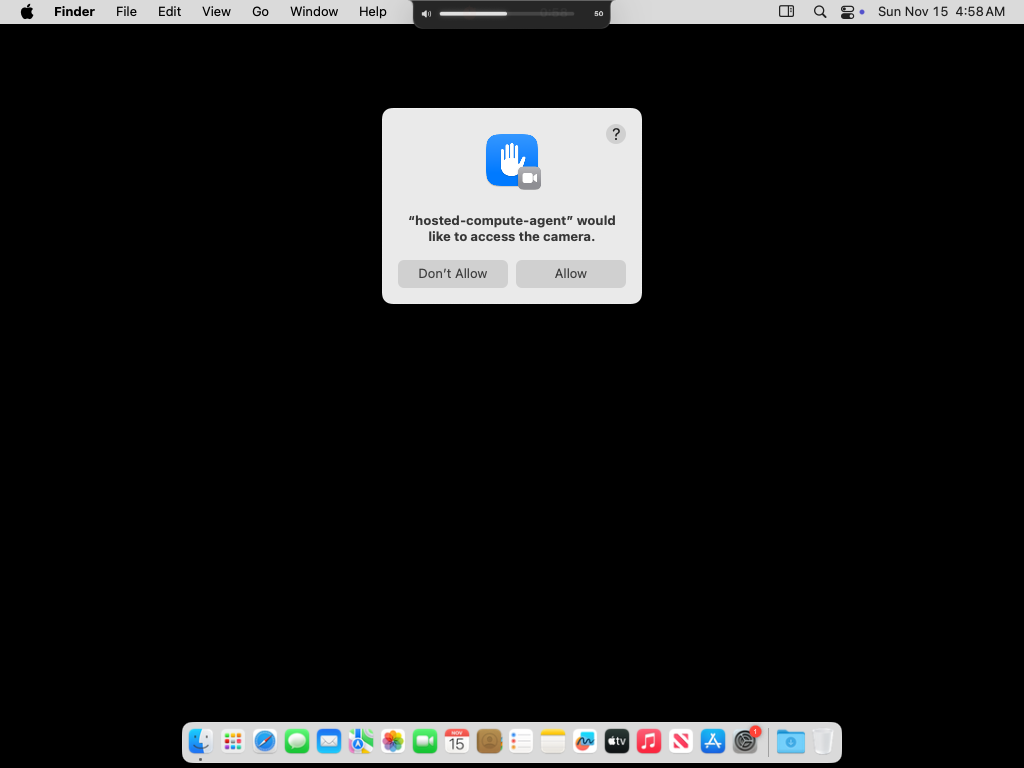 Finder File Edit View Go Window Help 50 Sun Nov 15 4:58 AM
?
“hosted-compute-agent” would
like to access the camera.
Don’t Allow Allow
NOV
15
tv
1